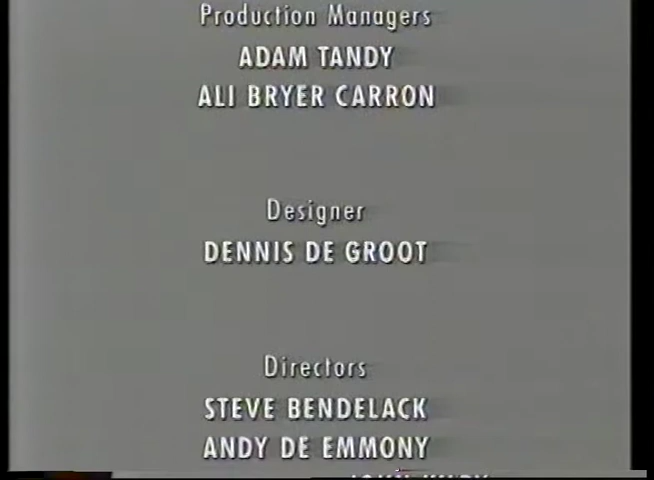 Production Managers
ADAM TANDY
ALI BRYER CARRON
Designer
DENNIS DE GROOT
Directors
STEVE BENDELACK
ANDY DE EMMONY